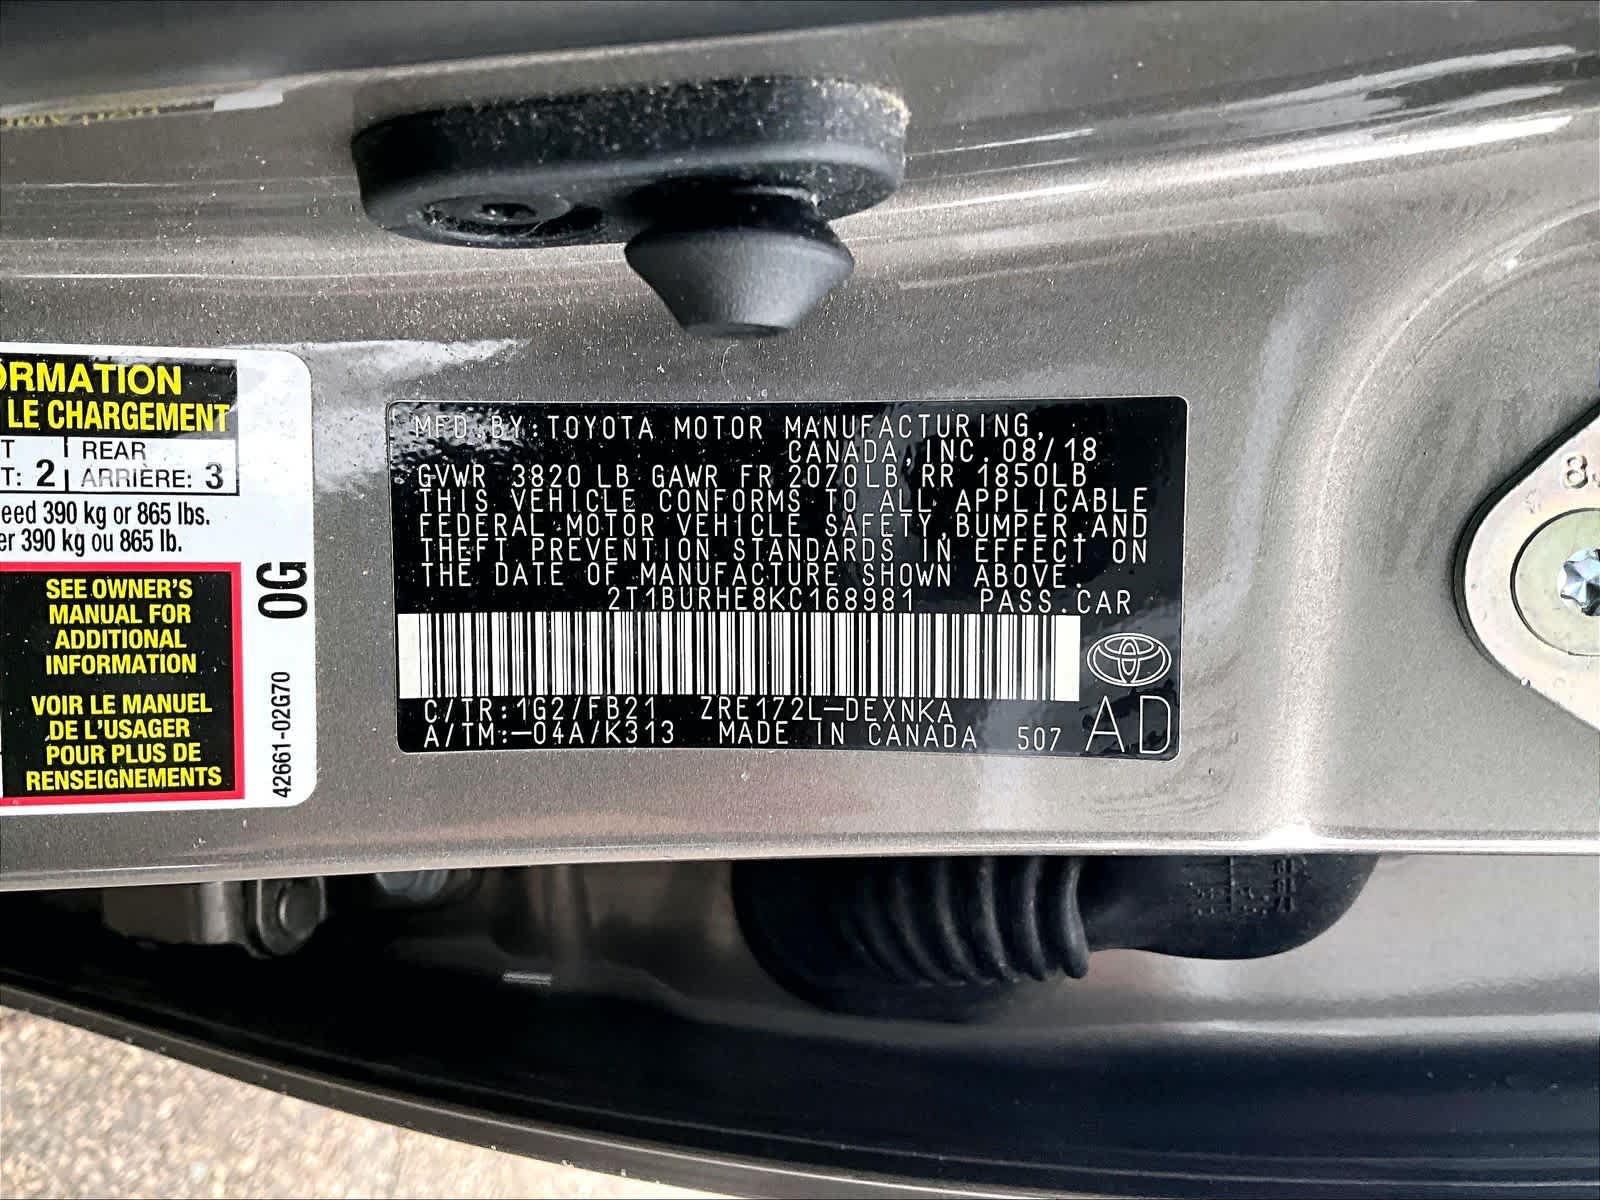 ORMATION
LE CHARGEMENT
T REAR
T: 2 ARRIÈRE: 3
eed 390 kg or 865 lbs.
er 390 kg ou 865 lb.
SEE OWNER'S
MANUAL FOR
ADDITIONAL
INFORMATION
VOIR LE MANUEL
DE L'USAGER
POUR PLUS DE
RENSEIGNEMENTS
0G
42661-02G70
MFD.BY:TOYOTA MOTOR MANUFACTURING,
CANADA,INC.08/18
GVWR 3820 LB GAWR FR 2070LB RR 1850LB
THIS VEHICLE CONFORMS TO ALL APPLICABLE
FEDERAL MOTOR VEHICLE SAFETY,BUMPER,AND
THEFT PREVENTION STANDARDS IN EFFECT ON
THE DATE OF MANUFACTURE SHOWN ABOVE.
2T1BURHE8KC168981 PASS.CAR
C/TR:1G2/FB21 ZRE172L-DEXNKA
A/TM:-04A/K313 MADE IN CANADA 507
AD